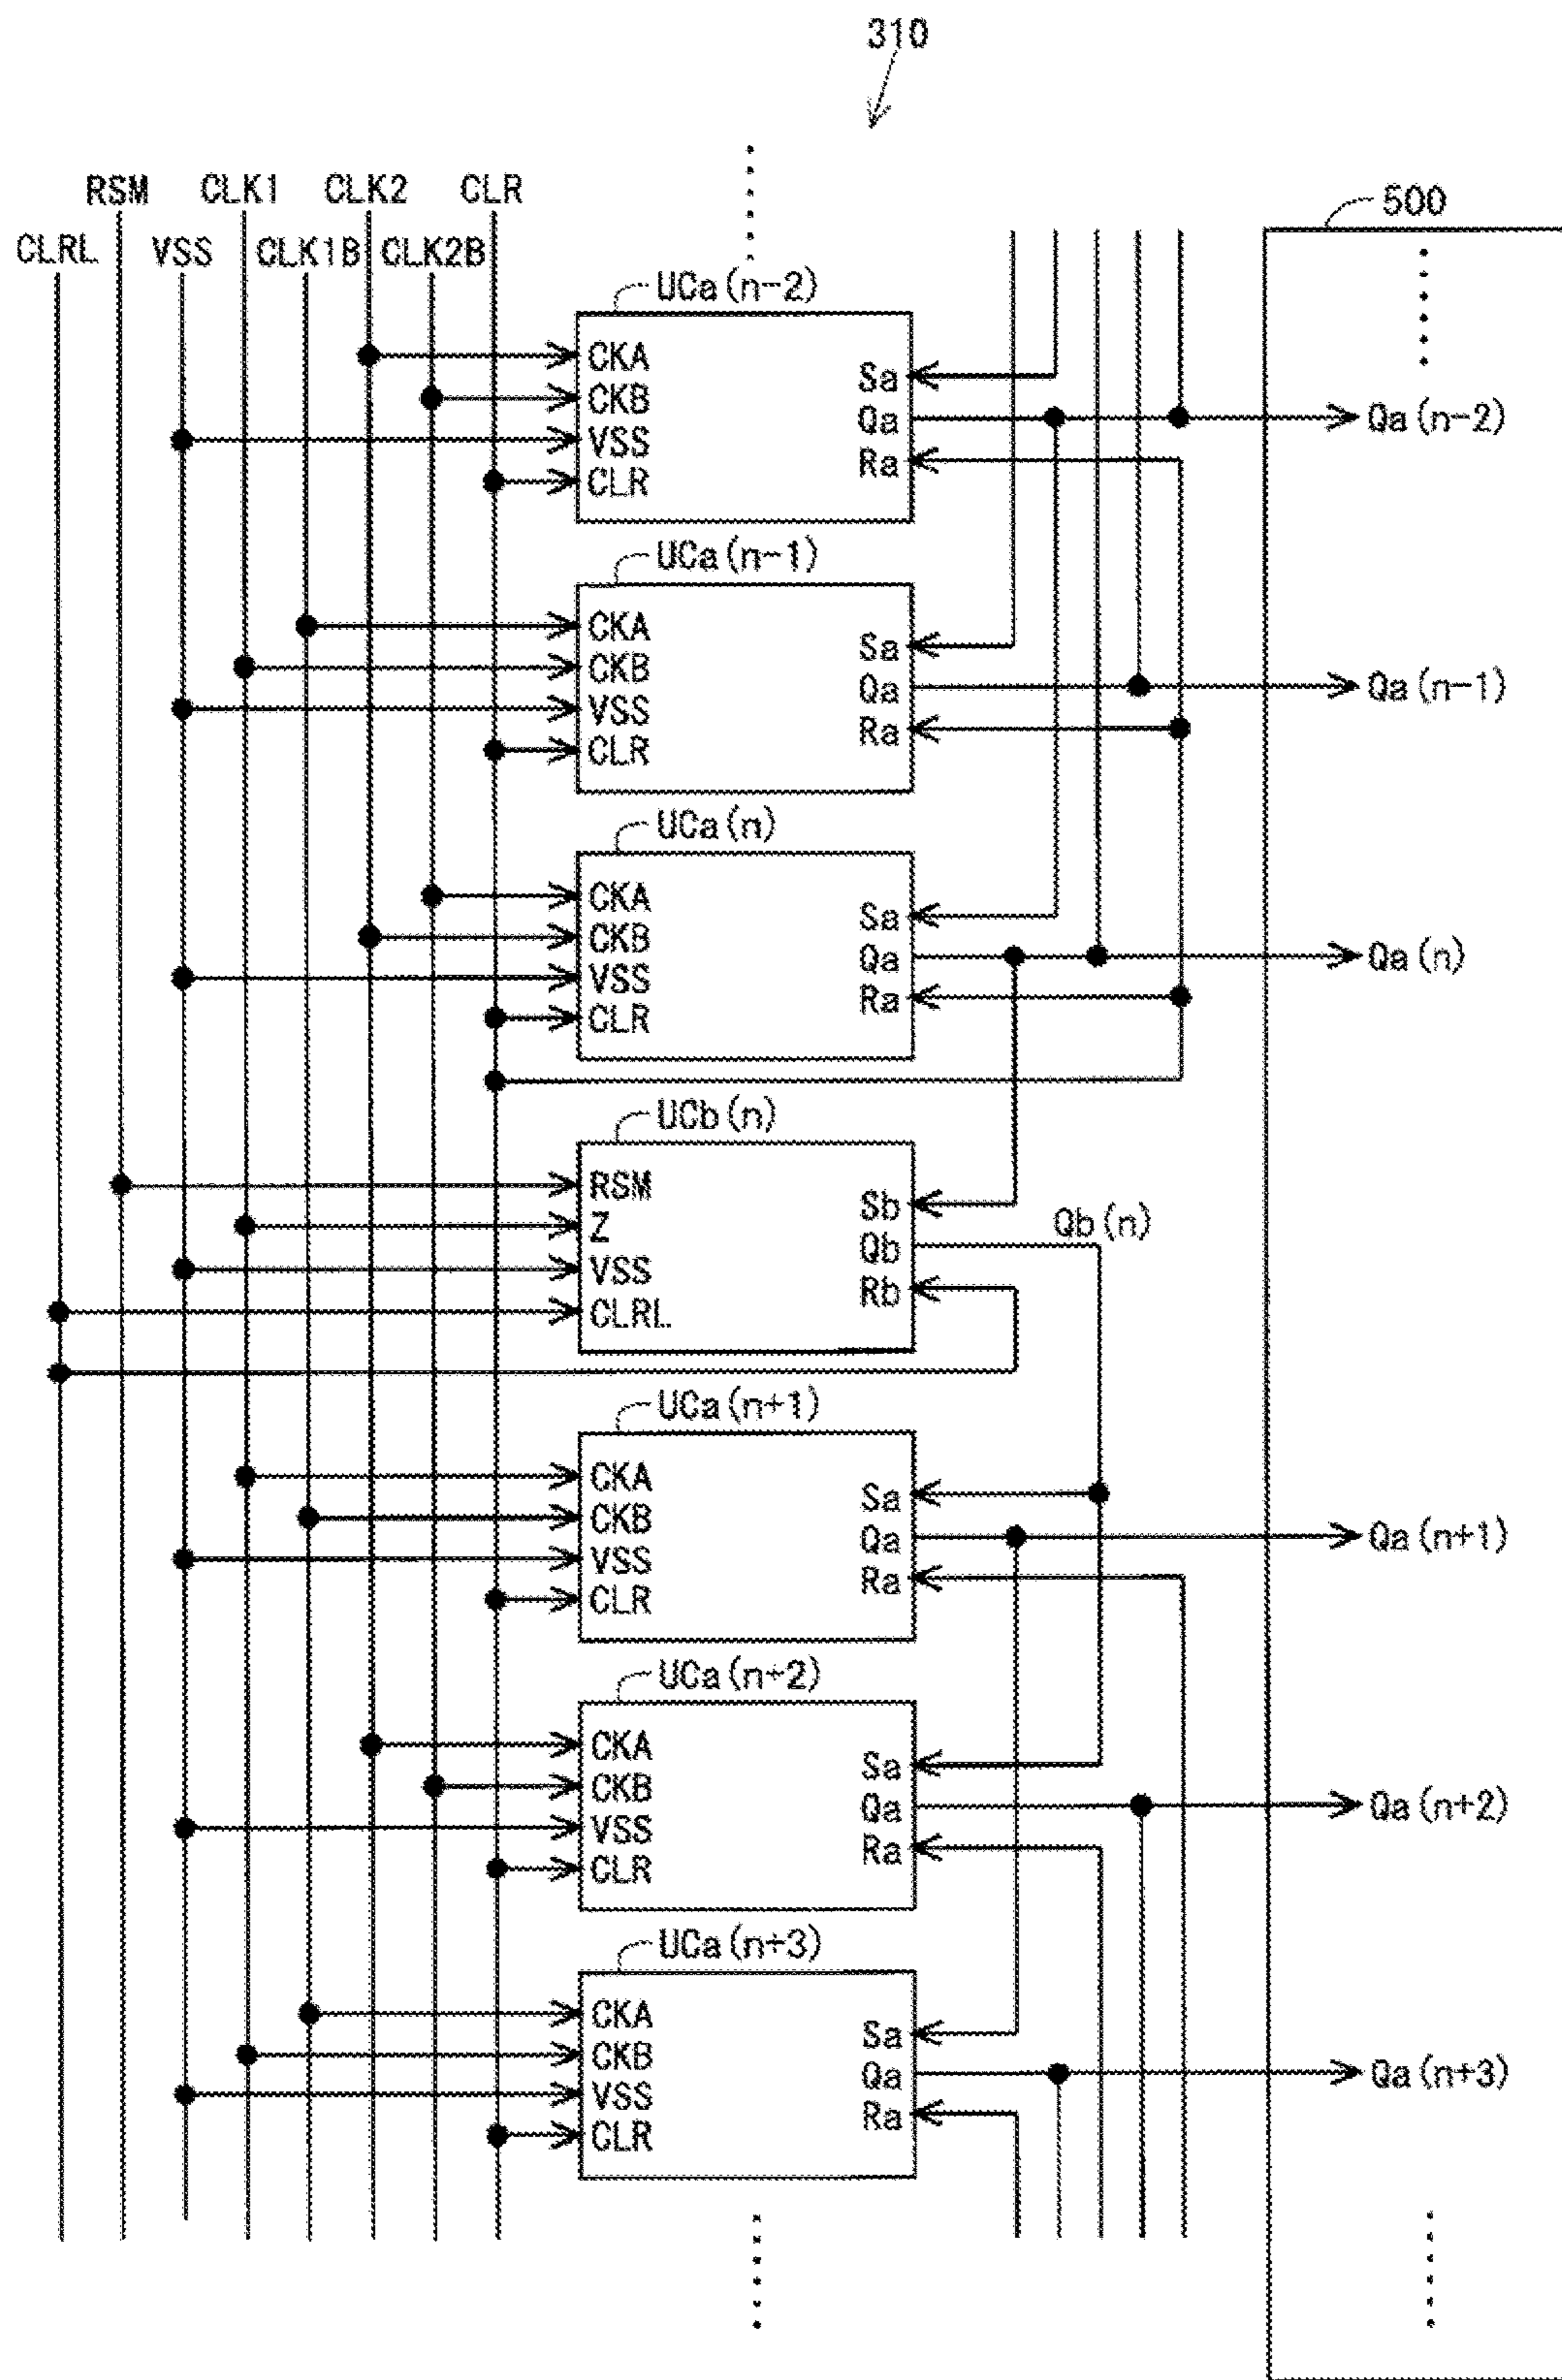 310
RSM CLK1 CLK2 CLR
500
CLRL VSS CLK1B CLK2B
UCa(n-2)
CKA
CKB
VSS
CLR
Sa
Qa
Ra
Qa(n-2)
UCa(n-1)
CKA
CKB
VSS
CLR
Sa
Qa
Ra
Qa(n-1)
UCa(n)
CKA
CKB
VSS
CLR
Sa
Qa
Ra
Qa(n)
UCb(n)
RSM
Z
VSS
CLRL
Sb
Qb
Rb
Qb(n)
UCa(n+1)
CKA
CKB
VSS
CLR
Sa
Qa
Ra
Qa(n+1)
UCa(n+2)
CKA
CKB
VSS
CLR
Sa
Qa
Ra
Qa(n+2)
UCa(n+3)
CKA
CKB
VSS
CLR
Sa
Qa
Ra
Qa(n+3)